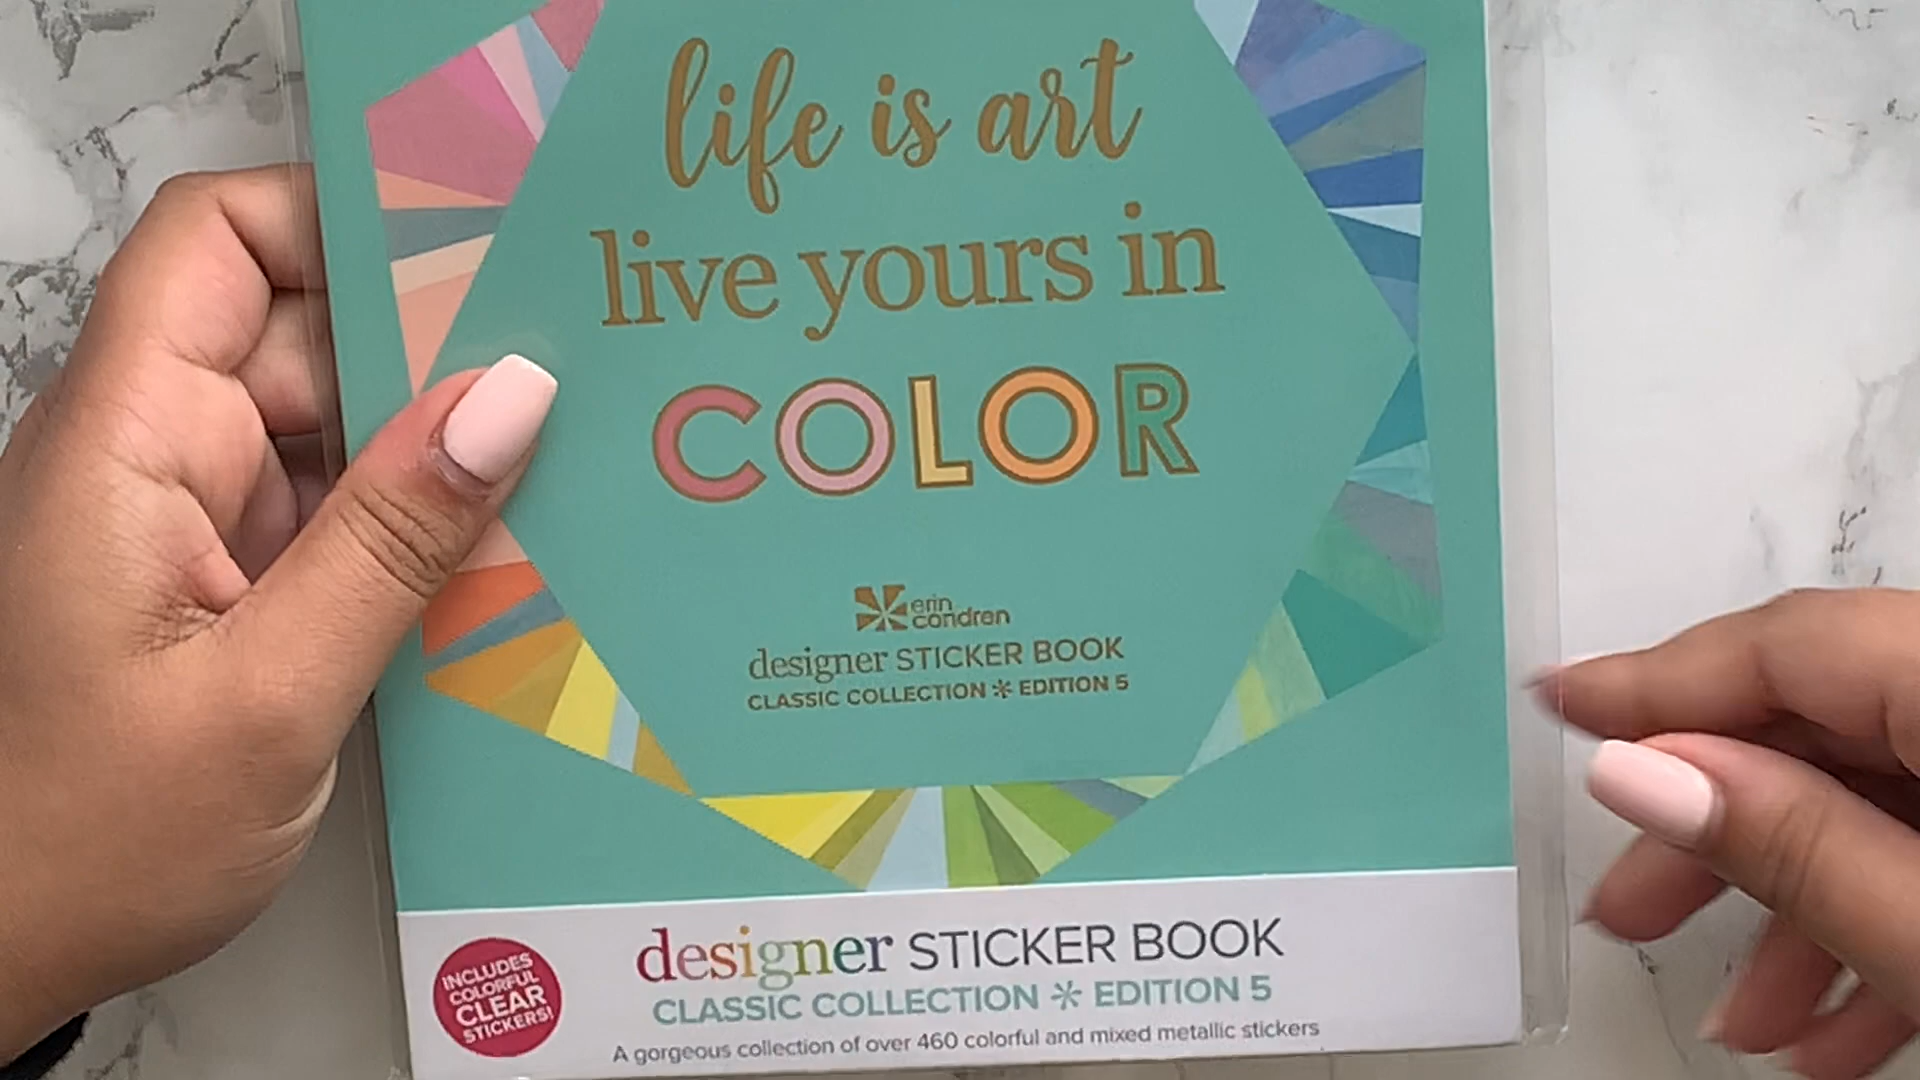 life is art
live yours in
COLOR
erin
condren
designer STICKER BOOK
CLASSIC COLLECTION * EDITION 5
INCLUDES
COLORFUL
CLEAR
STICKERS!
designer STICKER BOOK
CLASSIC COLLECTION * EDITION 5
A gorgeous collection of over 460 colorful and mixed metallic stickers